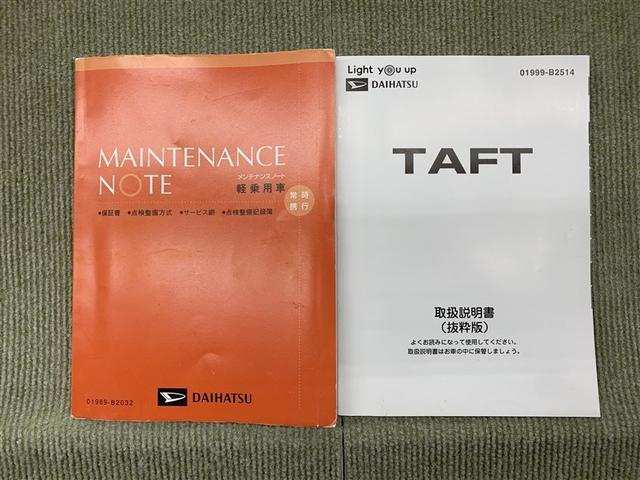 MAINTENANCE
NOTE
メンテナンスノート
軽乗用車
常時
携行
●保証書 ●点検整備方式 ●サービス網 ●点検整備記録簿
01989-B2032
DAIHATSU
Light you up
DAIHATSU
01999-B2514
TAFT
取扱説明書
（抜粋版）
よくお読みになって使用してください。
取扱説明書はお車の中に保管しましょう。